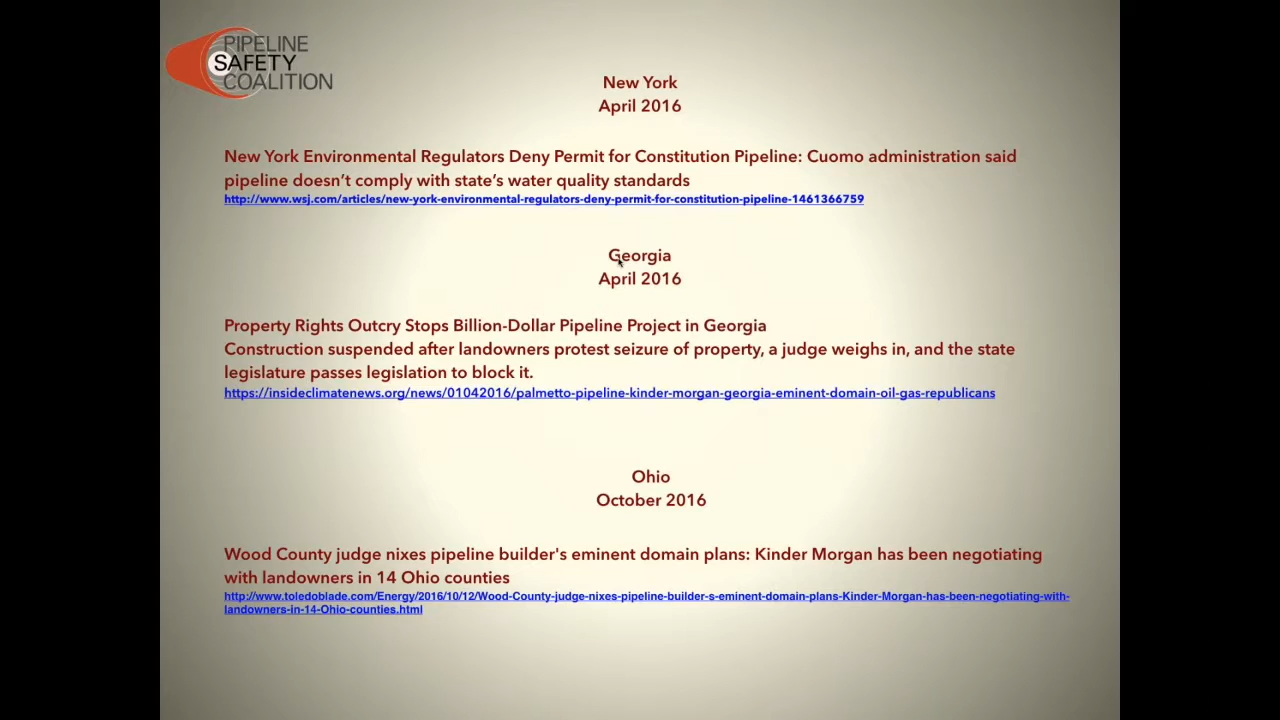 PIPELINE
SAFETY
COALITION
New York
April 2016
New York Environmental Regulators Deny Permit for Constitution Pipeline: Cuomo administration said
pipeline doesn’t comply with state’s water quality standards
http://www.wsj.com/articles/new-york-environmental-regulators-deny-permit-for-constitution-pipeline-1461366759
Georgia
April 2016
Property Rights Outcry Stops Billion-Dollar Pipeline Project in Georgia
Construction suspended after landowners protest seizure of property, a judge weighs in, and the state
legislature passes legislation to block it.
https://insideclimatenews.org/news/01042016/palmetto-pipeline-kinder-morgan-georgia-eminent-domain-oil-gas-republicans
Ohio
October 2016
Wood County judge nixes pipeline builder's eminent domain plans: Kinder Morgan has been negotiating
with landowners in 14 Ohio counties
http://www.toledoblade.com/Energy/2016/10/12/Wood-County-judge-nixes-pipeline-builder-s-eminent-domain-plans-Kinder-Morgan-has-been-negotiating-with-
landowners-in-14-Ohio-counties.html